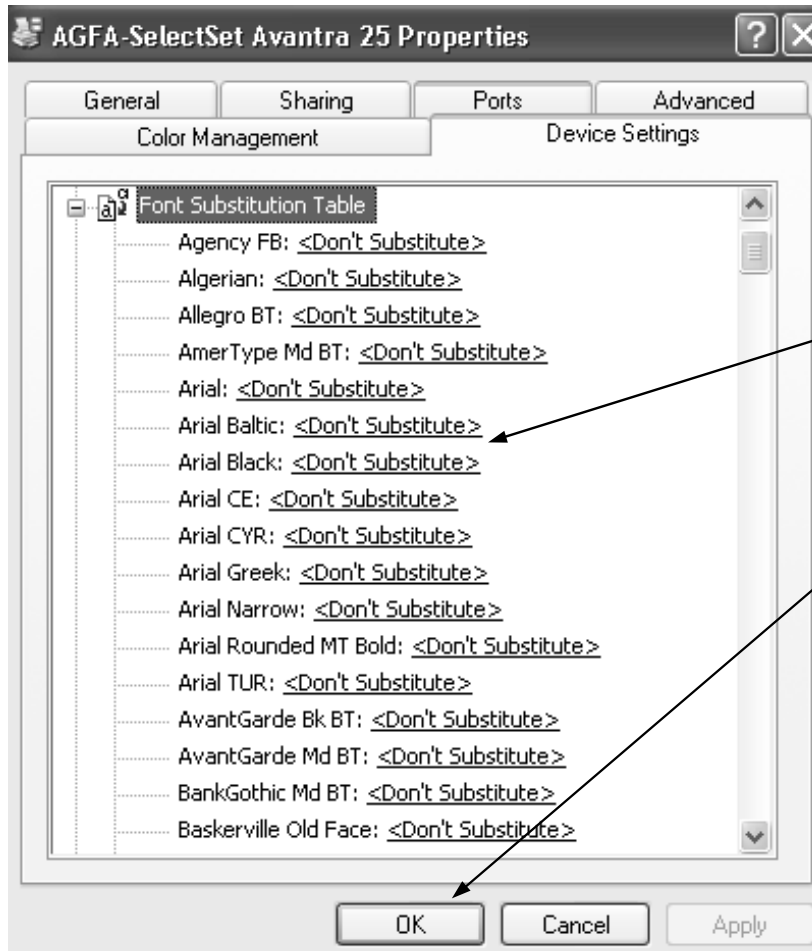 AGFA-SelectSet Avantra 25 Properties
General Sharing Ports Advanced
Color Management Device Settings
Font Substitution Table
Agency FB: <Don't Substitute>
Algerian: <Don't Substitute>
Allegro BT: <Don't Substitute>
AmerType Md BT: <Don't Substitute>
Arial: <Don't Substitute>
Arial Baltic: <Don't Substitute>
Arial Black: <Don't Substitute>
Arial CE: <Don't Substitute>
Arial CYR: <Don't Substitute>
Arial Greek: <Don't Substitute>
Arial Narrow: <Don't Substitute>
Arial Rounded MT Bold: <Don't Substitute>
Arial TUR: <Don't Substitute>
AvantGarde Bk BT: <Don't Substitute>
AvantGarde Md BT: <Don't Substitute>
BankGothic Md BT: <Don't Substitute>
Baskerville Old Face: <Don't Substitute>
OK Cancel Apply